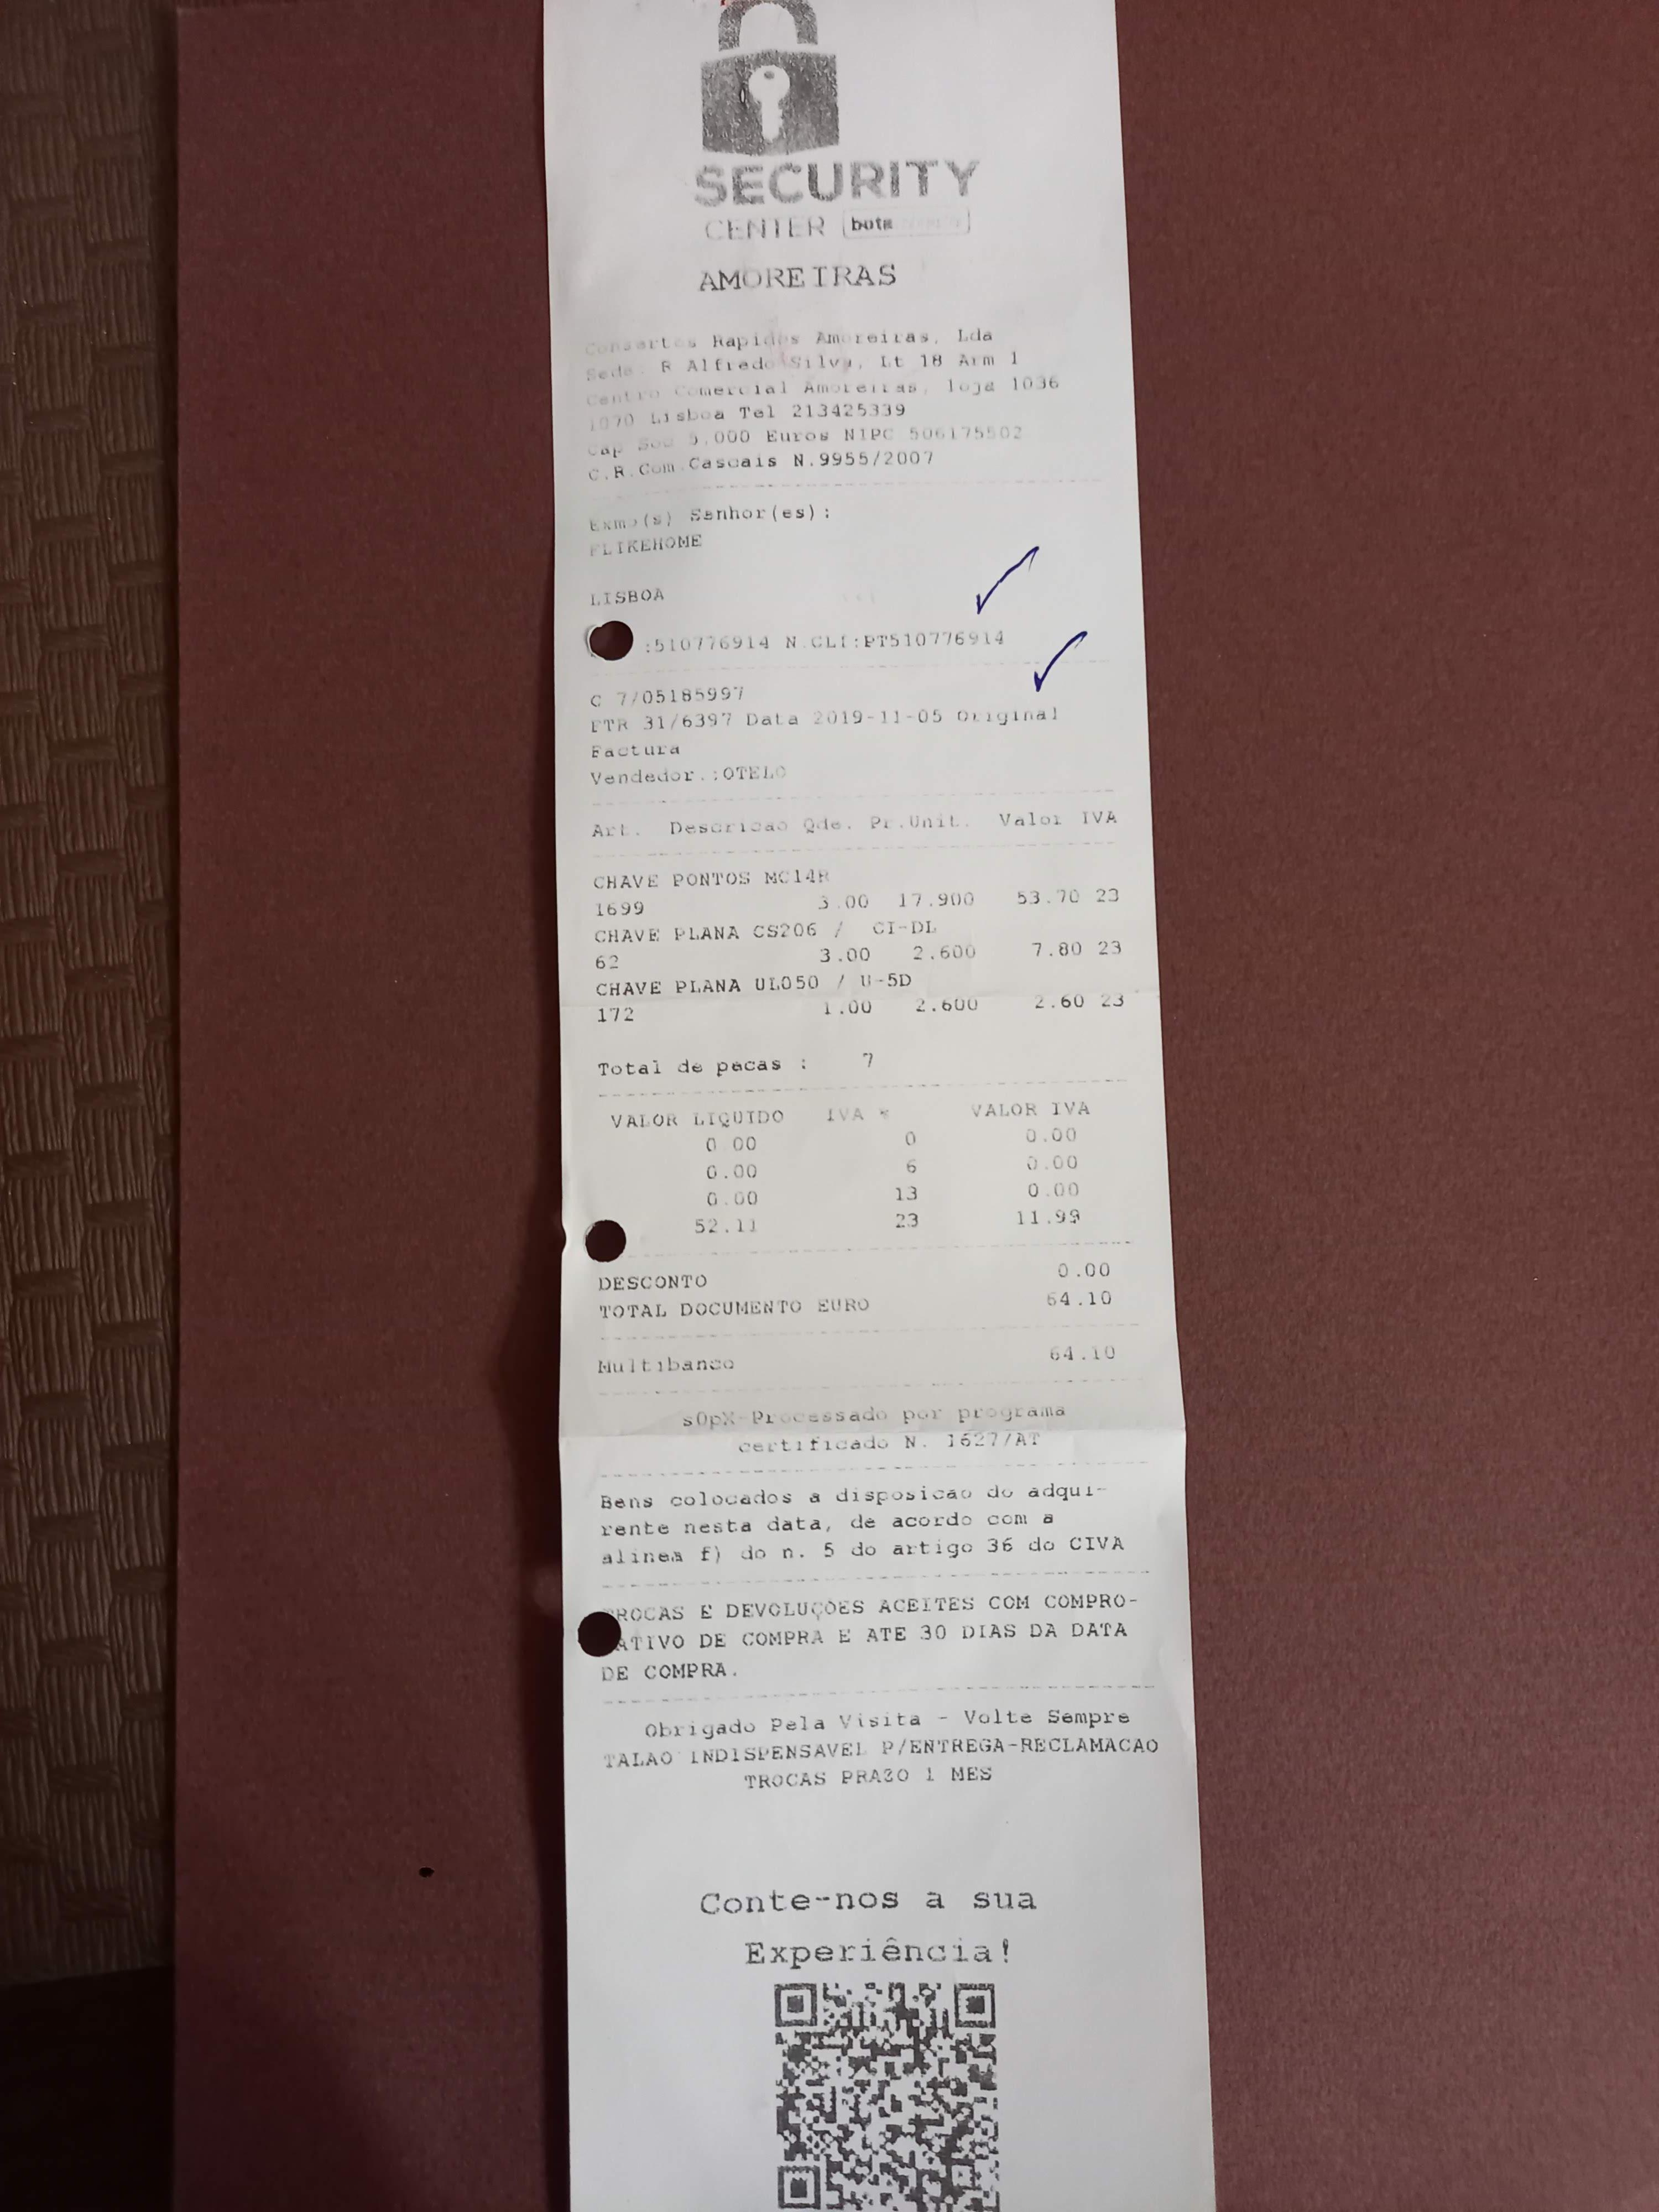 SECURITY
CENTER
AMOREIRAS
Consertos Rapidos Amoreiras, Lda
Sede: R Alfredo Silva, Lt 18 Arm 1
Centro Comercial Amoreiras, loja 1036
1070 Lisboa Tel 213425339
Cap Soc 5.000 Euros NIPC 506175502
C.R.Com.Cascais N.9955/2007
Exmo(s) Senhor(es):
FLIKEHOME
LISBOA
:510776914 N.CLI:PT510776914
C 7/05185997
FTR 31/6397 Data 2019-11-05 Original
Factura
Vendedor.:OTELO
Art. Descricao Qde. Pr.Unit. Valor IVA
CHAVE PONTOS MC14R
1699 3.00 17.900 53.70 23
CHAVE PLANA CS206 / CI-DL
62 3.00 2.600 7.80 23
CHAVE PLANA UL050 / U-5D
172 1.00 2.600 2.60 23
Total de pecas : 7
VALOR LIQUIDO IVA % VALOR IVA
0.00 0 0.00
0.00 6 0.00
0.00 13 0.00
52.11 23 11.99
DESCONTO 0.00
TOTAL DOCUMENTO EURO 64.10
Multibanco 64.10
sOpX-Processado por programa
certificado N. 1627/AT
Bens colocados a disposicao do adqui-
rente nesta data, de acordo com a
alinea f) do n. 5 do artigo 36 do CIVA
ROCAS E DEVOLUÇOES ACEITES COM COMPRO-
ATIVO DE COMPRA E ATE 30 DIAS DA DATA
DE COMPRA.
Obrigado Pela Visita - Volte Sempre
TALAO INDISPENSAVEL P/ENTREGA-RECLAMACAO
TROCAS PRAZO 1 MES
Conte-nos a sua
Experiência!